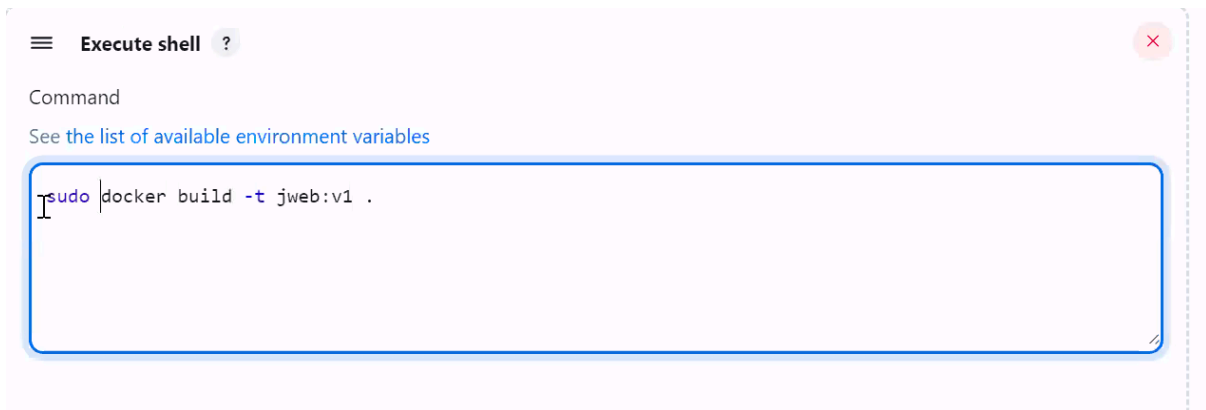 Execute shell ?
Command
See the list of available environment variables
sudo docker build -t jweb:v1 .